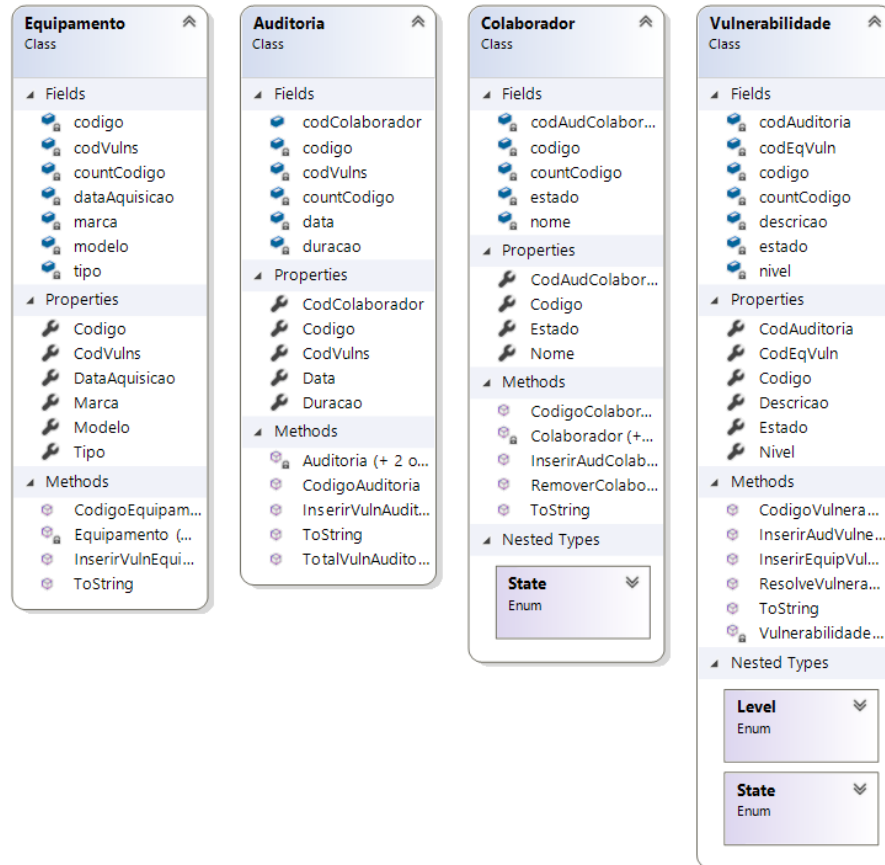 Equipamento
Class
Fields
codigo
codVulns
countCodigo
dataAquisicao
marca
modelo
tipo
Properties
Codigo
CodVulns
DataAquisicao
Marca
Modelo
Tipo
Methods
CodigoEquipam...
Equipamento (...
InserirVulnEqui...
ToString
Auditoria
Class
Fields
codColaborador
codigo
codVulns
countCodigo
data
duracao
Properties
CodColaborador
Codigo
CodVulns
Data
Duracao
Methods
Auditoria (+ 2 o...
CodigoAuditoria
InserirVulnAudit...
ToString
TotalVulnAudito...
Colaborador
Class
Fields
codAudColabor...
codigo
countCodigo
estado
nome
Properties
CodAudColabor...
Codigo
Estado
Nome
Methods
CodigoColabor...
Colaborador (+...
InserirAudColab...
RemoverColabo...
ToString
Nested Types
State
Enum
Vulnerabilidade
Class
Fields
codAuditoria
codEqVuln
codigo
countCodigo
descricao
estado
nivel
Properties
CodAuditoria
CodEqVuln
Codigo
Descricao
Estado
Nivel
Methods
CodigoVulnera...
InserirAudVulne...
InserirEquipVul...
ResolveVulnera...
ToString
Vulnerabilidade...
Nested Types
Level
Enum
State
Enum